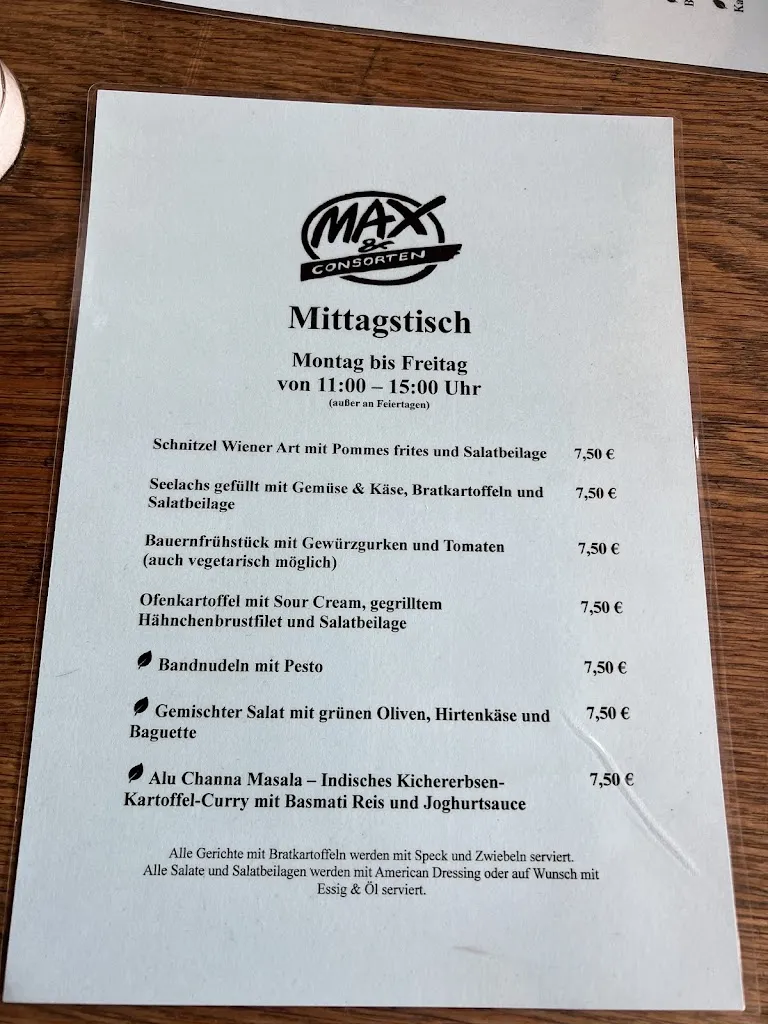 MAX
&
CONSORTEN
Mittagstisch
Montag bis Freitag
von 11:00 – 15:00 Uhr
(außer an Feiertagen)
Schnitzel Wiener Art mit Pommes frites und Salatbeilage 7,50 €
Seelachs gefüllt mit Gemüse & Käse, Bratkartoffeln und 7,50 €
Salatbeilage
Bauernfrühstück mit Gewürzgurken und Tomaten 7,50 €
(auch vegetarisch möglich)
Ofenkartoffel mit Sour Cream, gegrilltem 7,50 €
Hähnchenbrustfilet und Salatbeilage
Bandnudeln mit Pesto 7,50 €
Gemischter Salat mit grünen Oliven, Hirtenkäse und 7,50 €
Baguette
Alu Channa Masala – Indisches Kichererbsen- 7,50 €
Kartoffel-Curry mit Basmati Reis und Joghurtsauce
Alle Gerichte mit Bratkartoffeln werden mit Speck und Zwiebeln serviert.
Alle Salate und Salatbeilagen werden mit American Dressing oder auf Wunsch mit
Essig & Öl serviert.